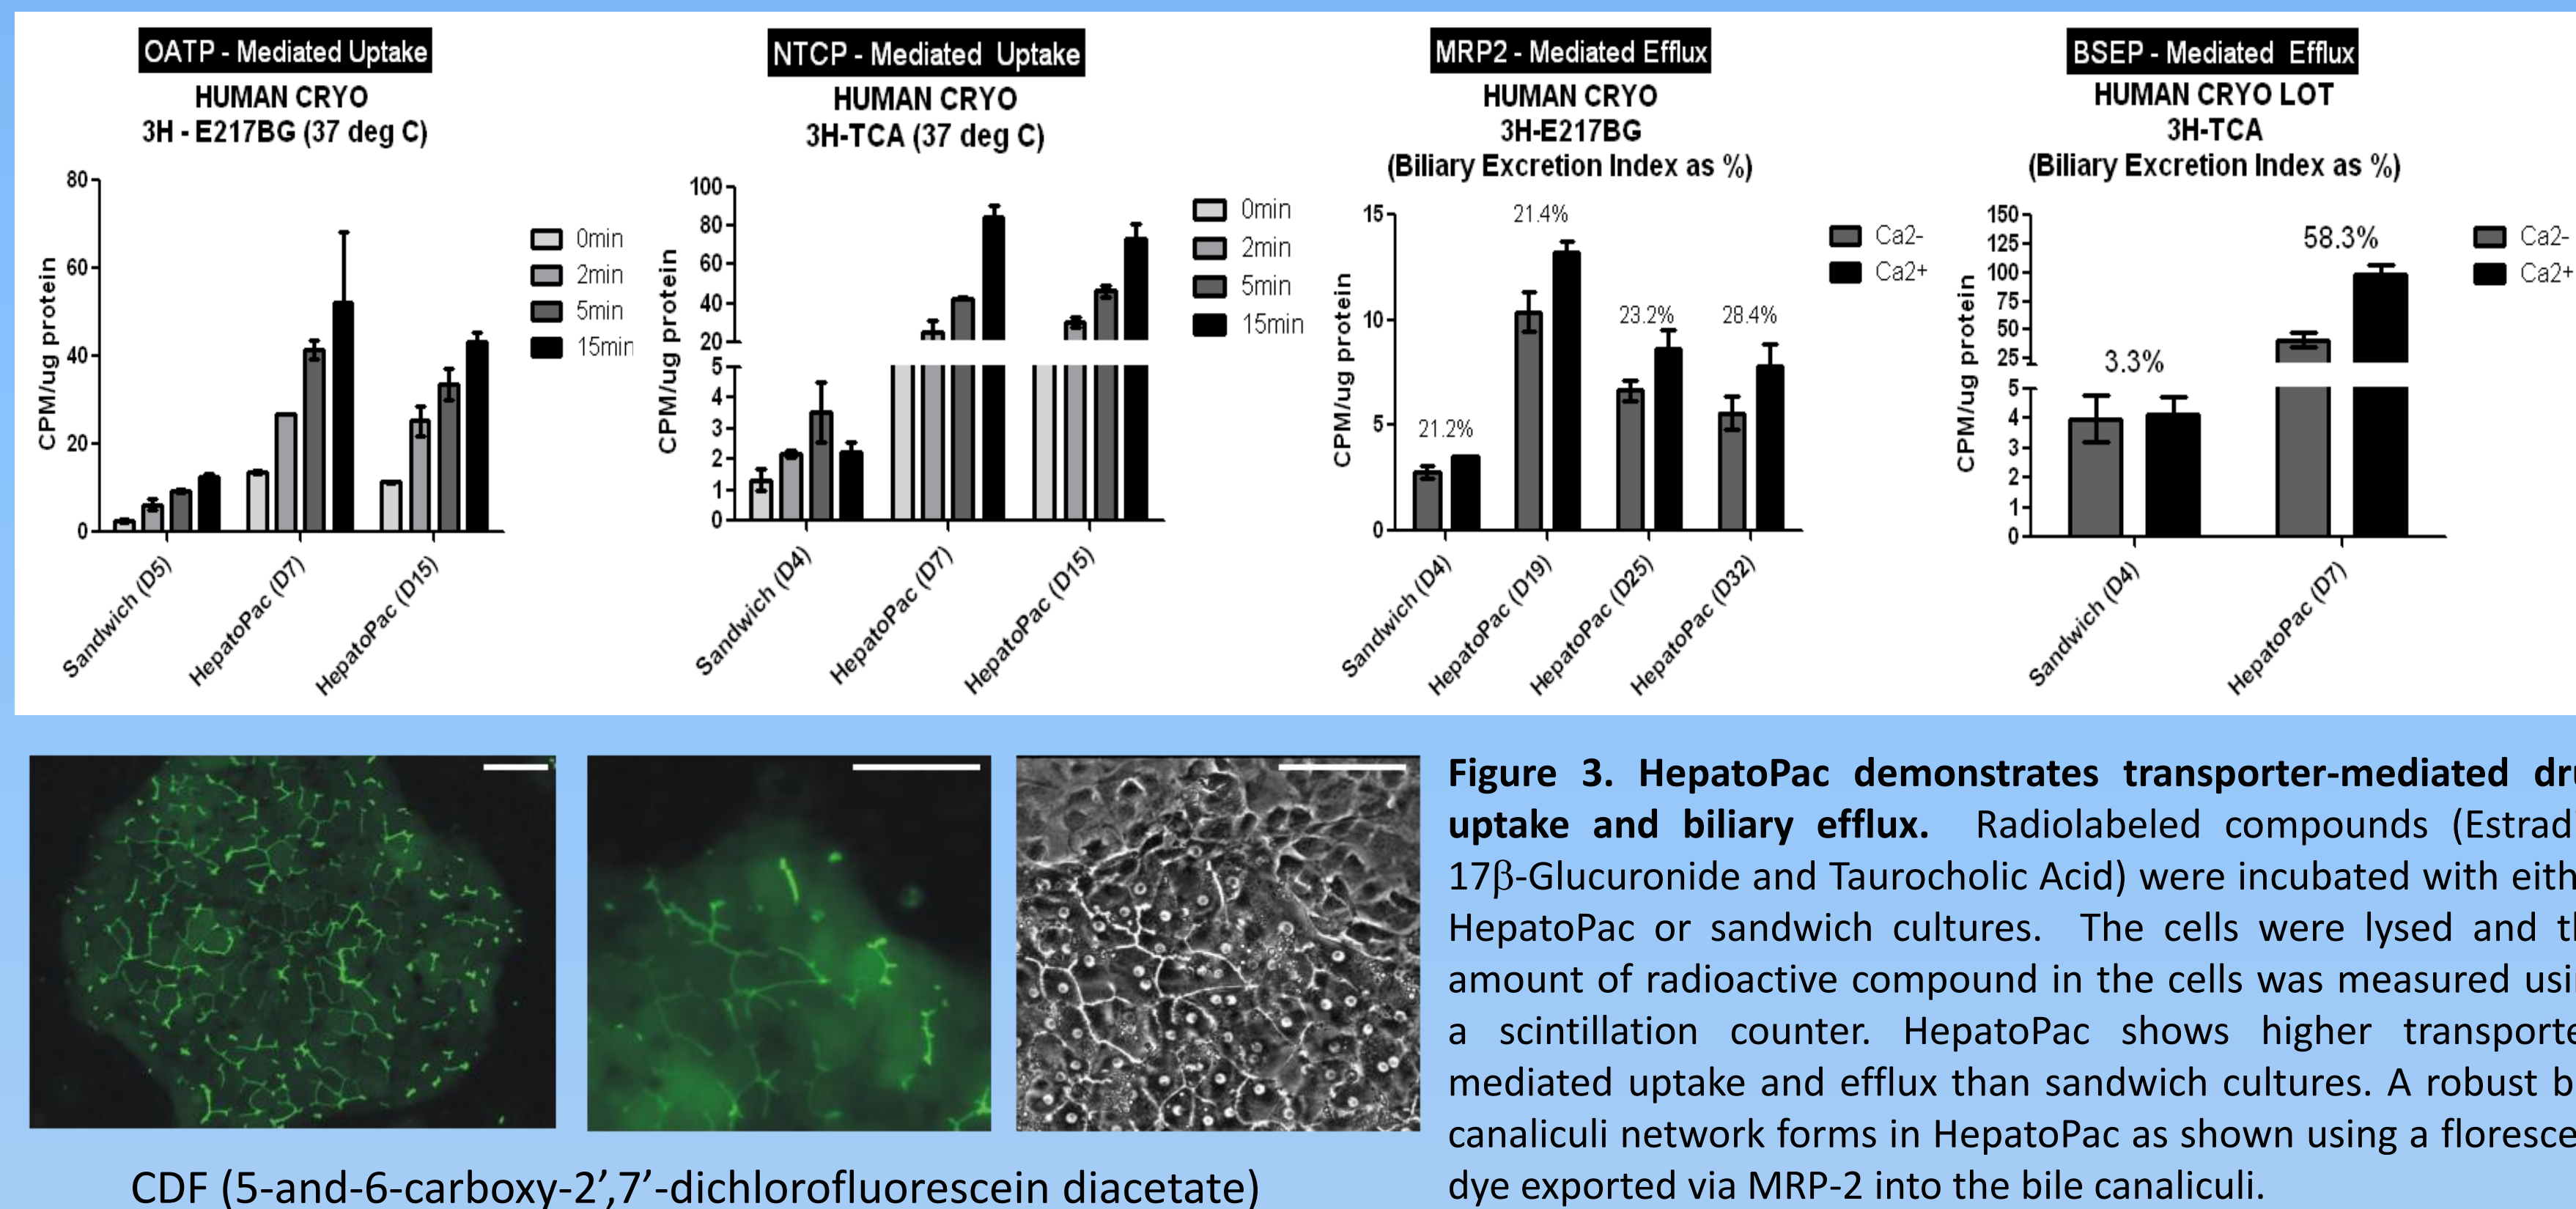 OATP - Mediated Uptake
HUMAN CRYO
3H - E217BG (37 deg C)
CPM/ug protein
80
60
40
20
0
0min
2min
5min
15min
Sandwich (D5)
HepatoPac (D7)
HepatoPac (D15)
NTCP - Mediated Uptake
HUMAN CRYO
3H-TCA (37 deg C)
CPM/ug protein
100
80
60
40
20
5
4
3
2
1
0
0min
2min
5min
15min
Sandwich (D4)
HepatoPac (D7)
HepatoPac (D15)
MRP2 - Mediated Efflux
HUMAN CRYO
3H-E217BG
(Biliary Excretion Index as %)
CPM/ug protein
15
10
5
0
21.2%
21.4%
23.2%
28.4%
Ca2-
Ca2+
Sandwich (D4)
HepatoPac (D19)
HepatoPac (D25)
HepatoPac (D32)
BSEP - Mediated Efflux
HUMAN CRYO LOT
3H-TCA
(Biliary Excretion Index as %)
CPM/ug protein
150
125
100
75
50
25
5
4
3
2
1
0
3.3%
58.3%
Ca2-
Ca2+
Sandwich (D4)
HepatoPac (D7)
CDF (5-and-6-carboxy-2’,7’-dichlorofluorescein diacetate)
Figure 3. HepatoPac demonstrates transporter-mediated
uptake and biliary efflux. Radiolabeled compounds
17β-Glucuronide and Taurocholic Acid) were incubated with
HepatoPac or sandwich cultures. The cells were lysed and
amount of radioactive compound in the cells was measured
a scintillation counter. HepatoPac shows higher
mediated uptake and efflux than sandwich cultures. A robust
canaliculi network forms in HepatoPac as shown using a
dye exported via MRP-2 into the bile canaliculi.